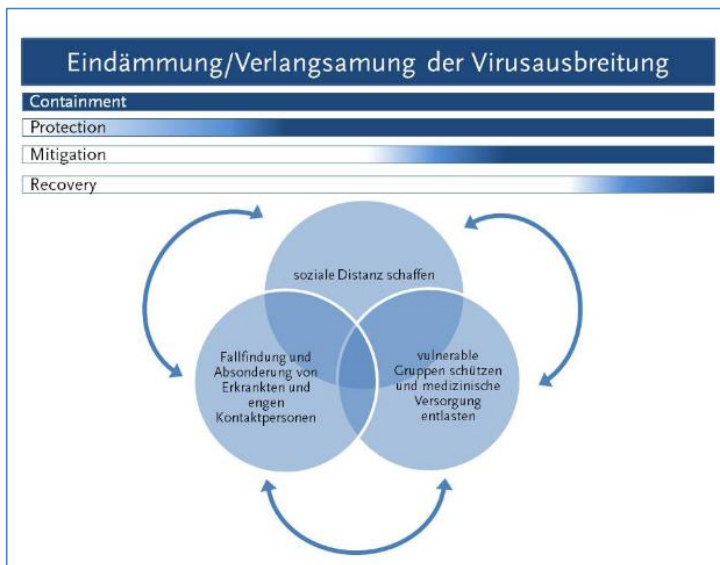 Eindämmung/Verlangsamung der Virusausbreitung
Containment
Protection
Mitigation
Recovery
soziale Distanz schaffen
Fallfindung und
Absonderung von
Erkrankten und
engen
Kontaktpersonen
vulnerable
Gruppen schützen
und medizinische
Versorgung
entlasten